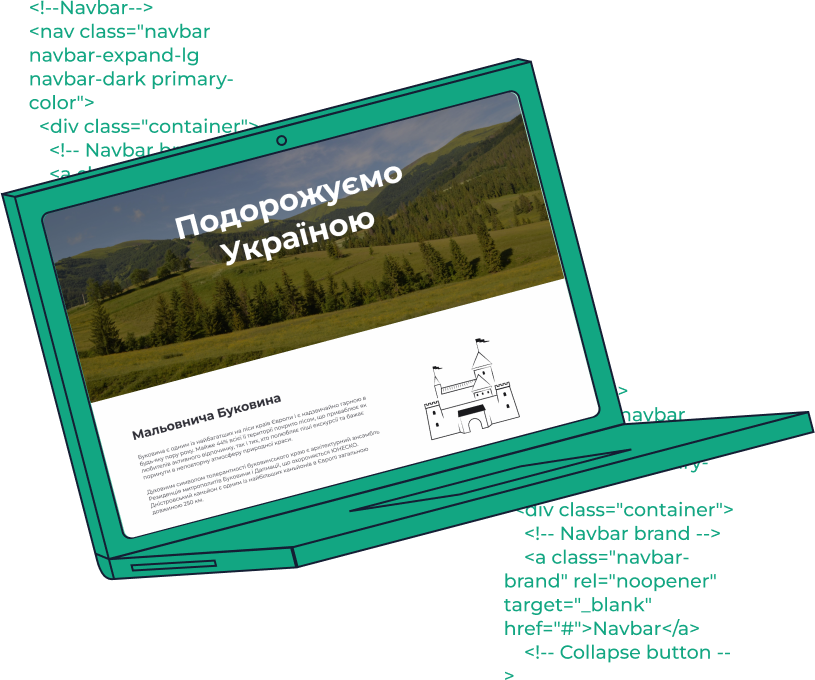 <!--Navbar-->
<nav class="navbar
navbar-expand-lg
navbar-dark primary-
color">
<div class="container">
<!-- Navbar
<a
Подорожуємо
Україною
Мальовнича Буковина
Буковина є одним із найбагатших на ліси країв Європи і є надзвичайно гарною в
будь-яку пору року. Майже 44% всієї її території покрито лісом, що приваблює як
любителів активного відпочинку, так і тих, хто полюбляє піші екскурсії та бажає
поринути в неповторну атмосферу природної краси.
Духовним символом толерантності буковинського краю є архітектурний ансамбль
Резиденція митрополитів Буковини і Далмації, що охороняється ЮНЕСКО.
Дністровський каньйон є одним із найбільших каньйонів в Європі загальною
довжиною 250 км.
>
navbar
<div class="container">
<!-- Navbar brand -->
<a class="navbar-
brand" rel="noopener"
target="_blank"
href="#">Navbar</a>
<!-- Collapse button --
>